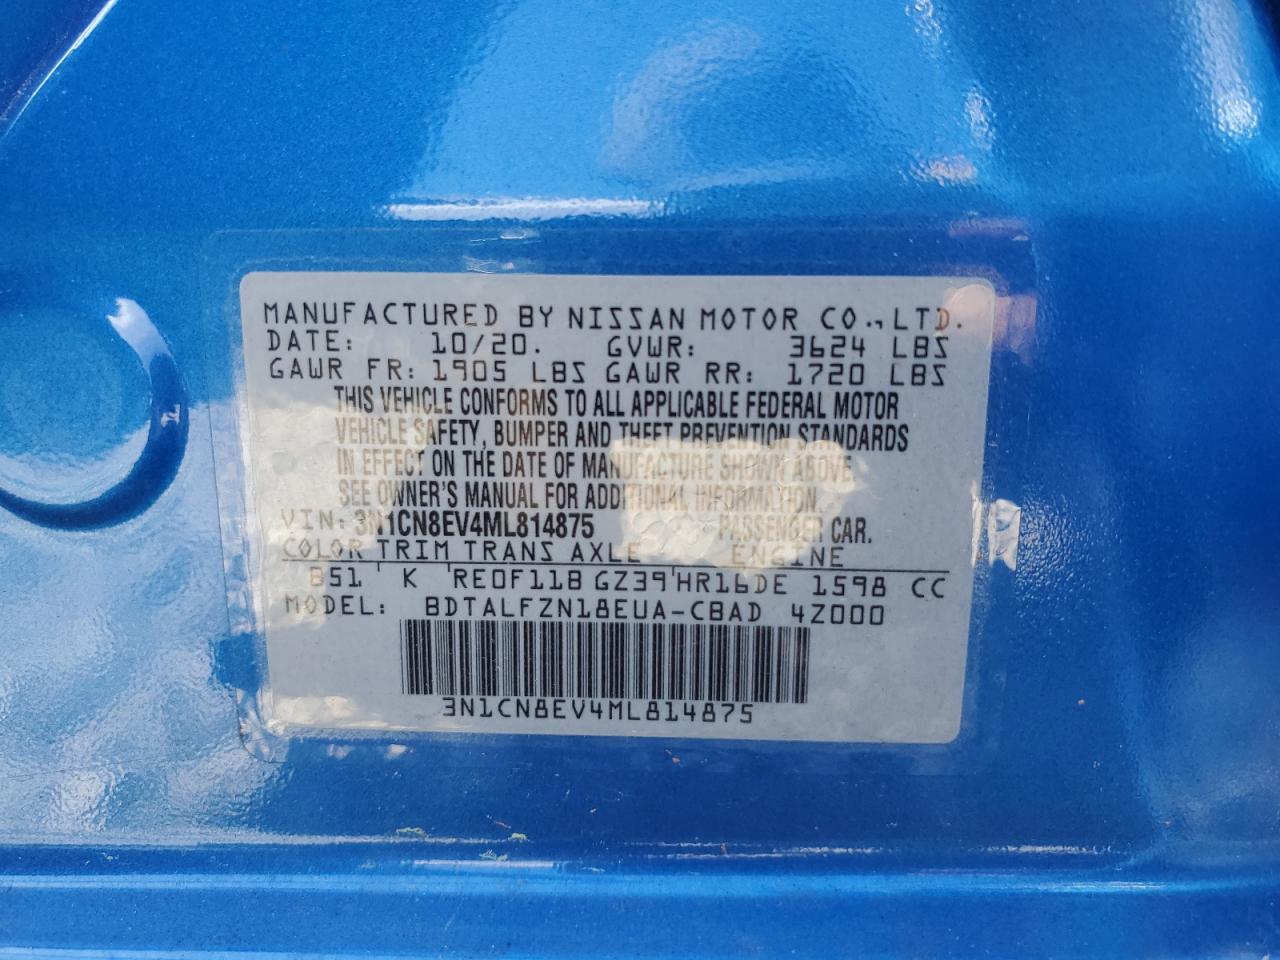 MANUFACTURED BY NISSAN MOTOR CO., LTD.
DATE: 10/20. GVWR: 3624 LBS
GAWR FR: 1905 LBS GAWR RR: 1720 LBS
THIS VEHICLE CONFORMS TO ALL APPLICABLE FEDERAL MOTOR
VEHICLE SAFETY, BUMPER AND THEFT PREVENTION STANDARDS
IN EFFECT ON THE DATE OF MANUFACTURE SHOWN ABOVE.
SEE OWNER'S MANUAL FOR ADDITIONAL INFORMATION.
VIN: 3N1CN8EV4ML814875 PASSENGER CAR.
COLOR TRIM TRANS AXLE ENGINE
B51 ' K ' RE0F11B GZ39 ' HR16DE 1598 CC
MODEL: BDTALFZN18EUA-CBAD 4Z000
3N1CN8EV4ML814875